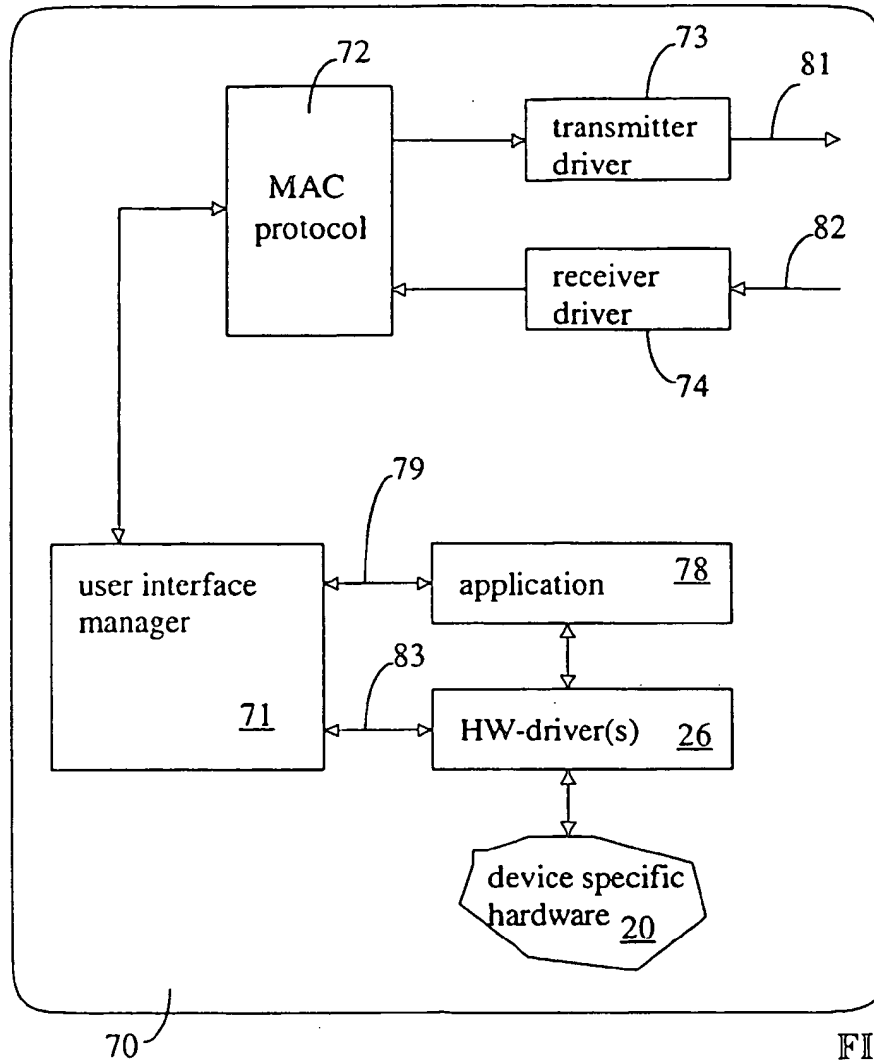 72
73
81
transmitter
driver
MAC
protocol
82
receiver
driver
74
79
user interface
manager
application 78
83
71
HW-driver(s) 26
device specific
hardware 20
70
FI